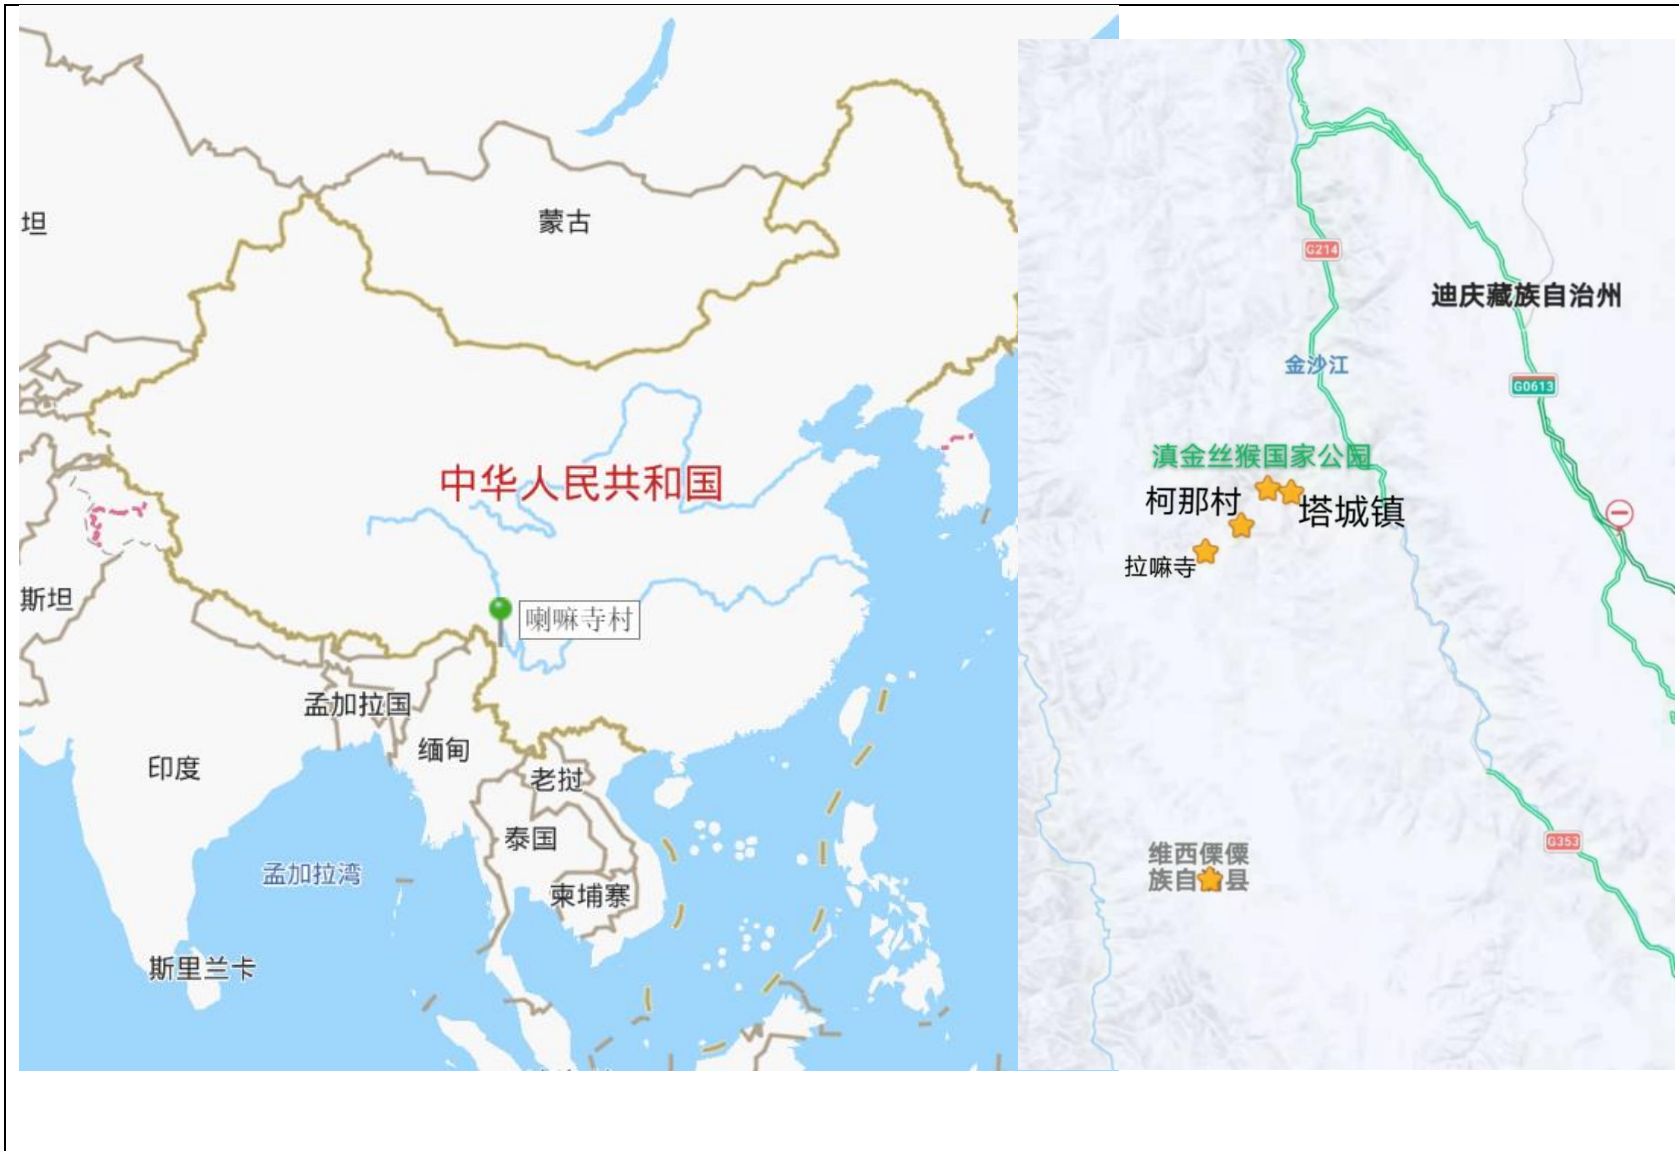 蒙古
坦
中华人民共和国
斯坦
喇嘛寺村
孟加拉国
缅甸
印度
老挝
泰国
孟加拉湾
柬埔寨
斯里兰卡
G214
迪庆藏族自治州
金沙江
G0613
滇金丝猴国家公园
柯那村
塔城镇
拉嘛寺
G353
维西傈僳
族自 县